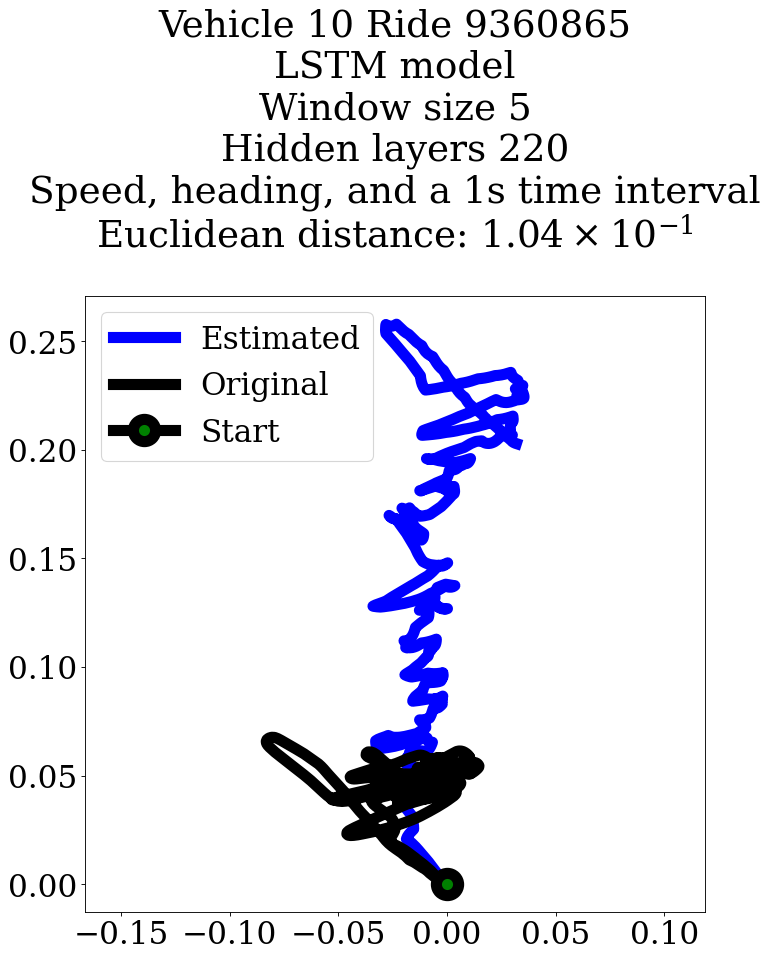 Vehicle 10 Ride 9360865
LSTM model
Window size 5
Hidden layers 220
Speed, heading, and a 1s time interval
Euclidean distance: 1.04 × 10⁻¹
Estimated
Original
Start
0.25
0.20
0.15
0.10
0.05
0.00
−0.15 −0.10 −0.05 0.00 0.05 0.10